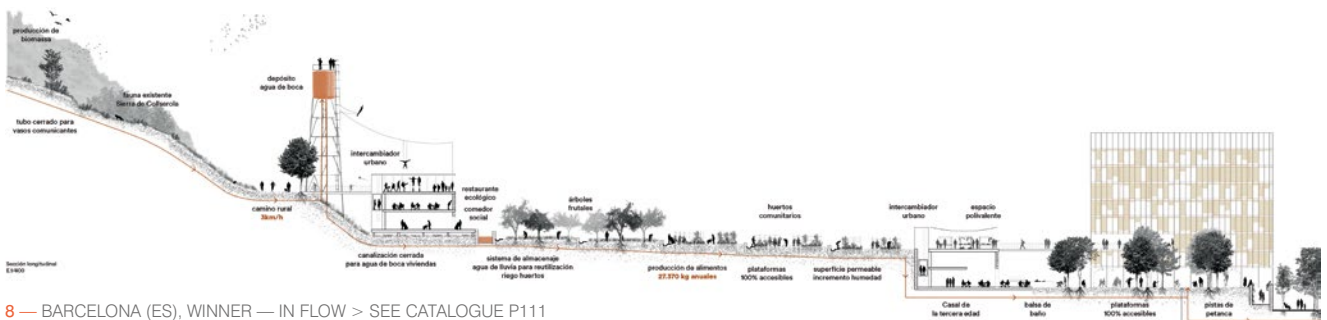 producción de
biomassa
fauna existente
Sierra de Collserola
tubo cerrado para
vasos comunicantes
depósito
agua de boca
camino rural
3km/h
intercambiador
urbano
canalización cerrada
para agua de boca viviendas
restaurante
ecológico
comedor
social
sistema de almacenaje
agua de lluvia para reutilización
riego huertos
árboles
frutales
producción de alimentos
27.370 kg anuales
huertos
comunitarios
plataformas
100% accesibles
superficie permeable
incremento humedad
intercambiador
urbano
espacio
polivalente
Casal de
la tercera edad
balsa de
baño
plataformas
100% accesibles
pistas de
petanca
Sección longitudinal
8 — BARCELONA (ES), WINNER — IN FLOW > SEE CATALOGUE P111